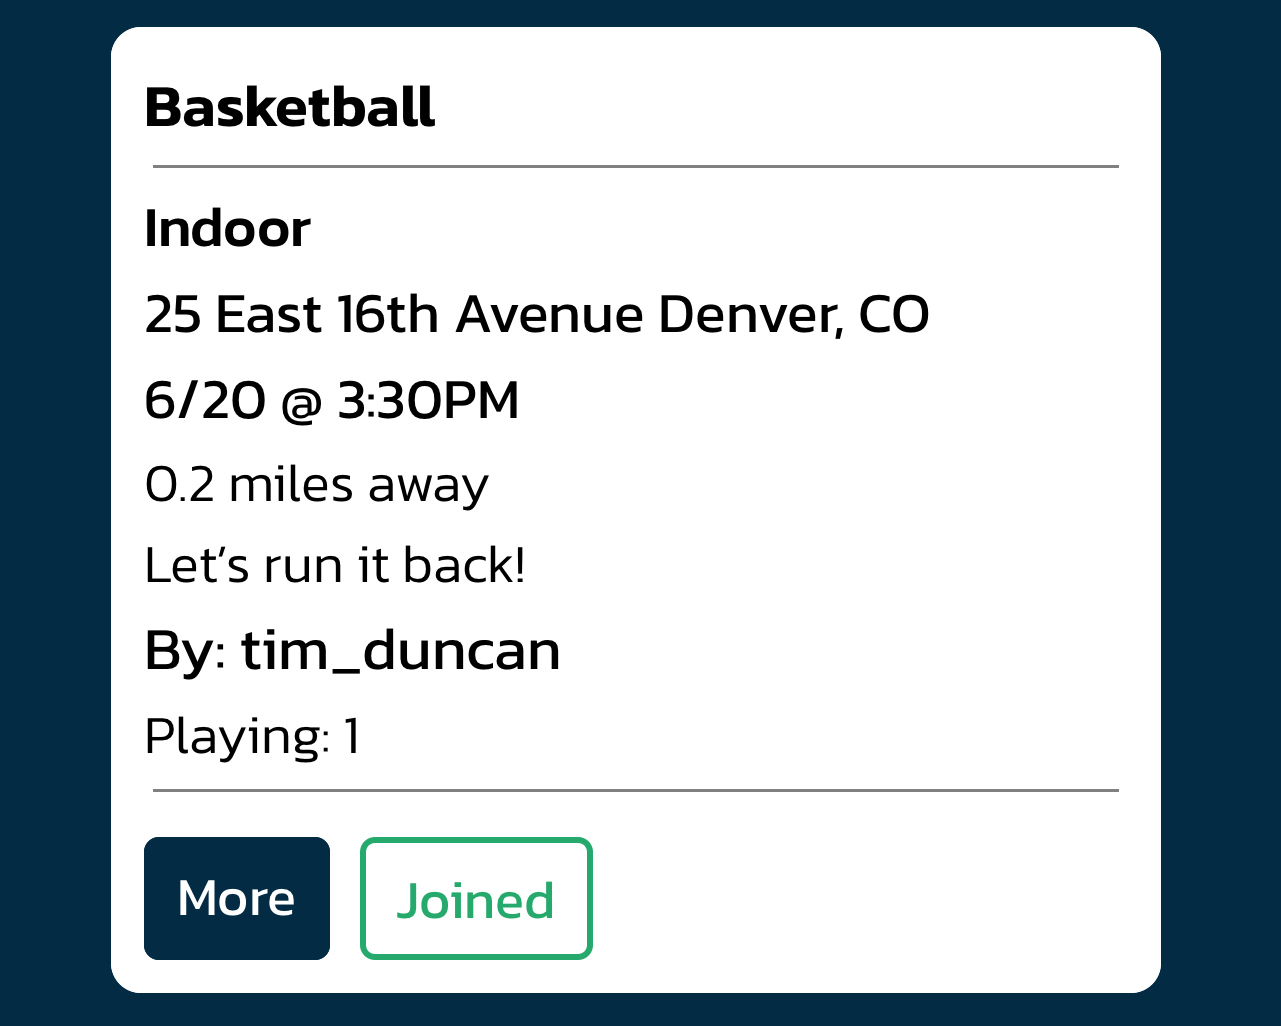 Basketball
Indoor
25 East 16th Avenue Denver, CO
6/20 @ 3:30PM
0.2 miles away
Let’s run it back!
By: tim_duncan
Playing: 1
More
Joined